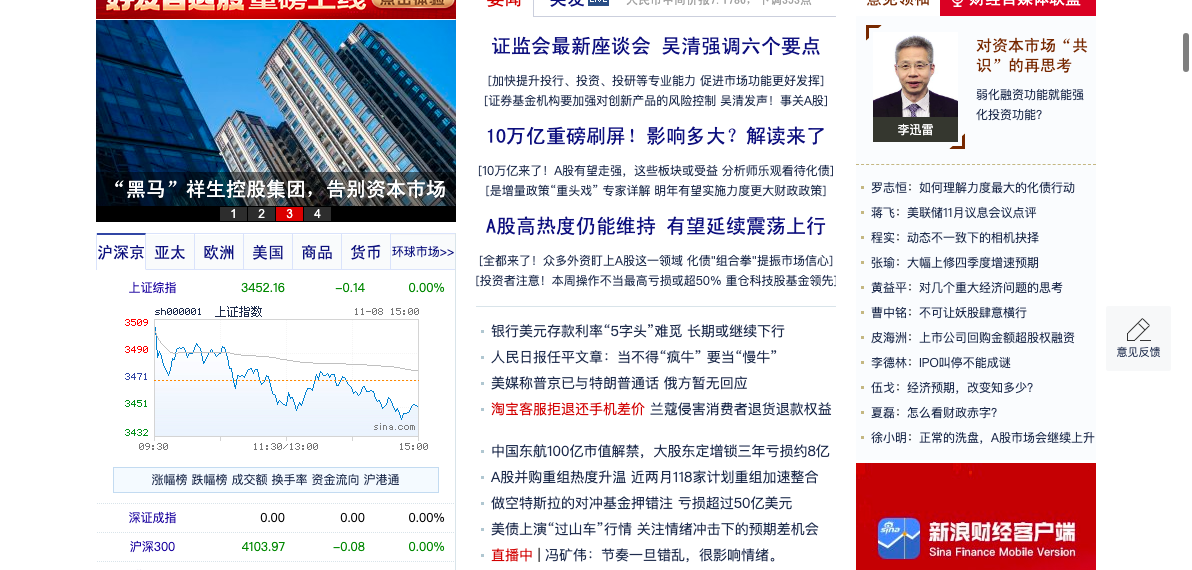 好友自选股 重磅上线
点击体验
“黑马”祥生控股集团，告别资本市场
1 2 3 4
沪深京 亚太 欧洲 美国 商品 货币 环球市场>>
上证综指 3452.16 -0.14 0.00%
sh000001 上证指数 11-08 15:00
3509
3490
3471
3451
3432
sina.com
09:30 11:30/13:00 15:00
涨幅榜 跌幅榜 成交额 换手率 资金流向 沪港通
深证成指 0.00 0.00 0.00%
沪深300 4103.97 -0.08 0.00%
要闻
LIVE
证监会最新座谈会 吴清强调六个要点
[加快提升投行、投资、投研等专业能力 促进市场功能更好发挥]
[证券基金机构要加强对创新产品的风险控制 吴清发声！事关A股]
10万亿重磅刷屏！影响多大？解读来了
[10万亿来了！A股有望走强，这些板块或受益 分析师乐观看待化债]
[是增量政策“重头戏” 专家详解 明年有望实施力度更大财政政策]
A股高热度仍能维持 有望延续震荡上行
[全都来了！众多外资盯上A股这一领域 化债"组合拳"提振市场信心]
[投资者注意！本周操作不当最高亏损或超50% 重仓科技股基金领先]
银行美元存款利率“5字头”难觅 长期或继续下行
人民日报任平文章：当不得“疯牛” 要当“慢牛”
美媒称普京已与特朗普通话 俄方暂无回应
淘宝客服拒退还手机差价 兰蔻侵害消费者退货退款权益
中国东航100亿市值解禁，大股东定增锁三年亏损约8亿
A股并购重组热度升温 近两月118家计划重组加速整合
做空特斯拉的对冲基金押错注 亏损超过50亿美元
美债上演“过山车”行情 关注情绪冲击下的预期差机会
直播中 | 冯矿伟：节奏一旦错乱，很影响情绪。
意见领袖 财经自媒体联盟
李迅雷
对资本市场“共
识”的再思考
弱化融资功能就能强
化投资功能？
罗志恒：如何理解力度最大的化债行动
蒋飞：美联储11月议息会议点评
程实：动态不一致下的相机抉择
张瑜：大幅上修四季度增速预期
黄益平：对几个重大经济问题的思考
曹中铭：不可让妖股肆意横行
皮海洲：上市公司回购金额超股权融资
李德林：IPO叫停不能成谜
伍戈：经济预期，改变知多少？
夏磊：怎么看财政赤字？
徐小明：正常的洗盘，A股市场会继续上升
sina
新浪财经客户端
Sina Finance Mobile Version
意见反馈